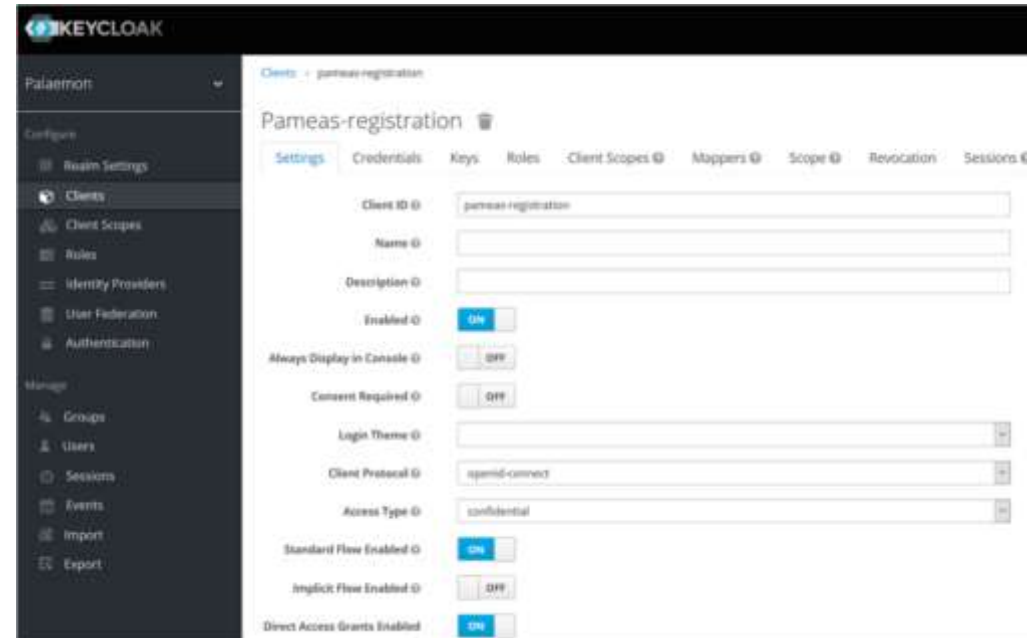 KEYCLOAK
Palaemon
Configure
Realm Settings
Clients
Client Scopes
Roles
Identity Providers
User Federation
Authentication
Manage
Groups
Users
Sessions
Events
Import
Export
Clients > pameas-registration
Pameas-registration
Settings Credentials Keys Roles Client Scopes Mappers Scope Revocation Sessions
Client ID pameas-registration
Name
Description
Enabled ON
Always Display in Console OFF
Consent Required OFF
Login Theme
Client Protocol openid-connect
Access Type confidential
Standard Flow Enabled ON
Implicit Flow Enabled OFF
Direct Access Grants Enabled ON